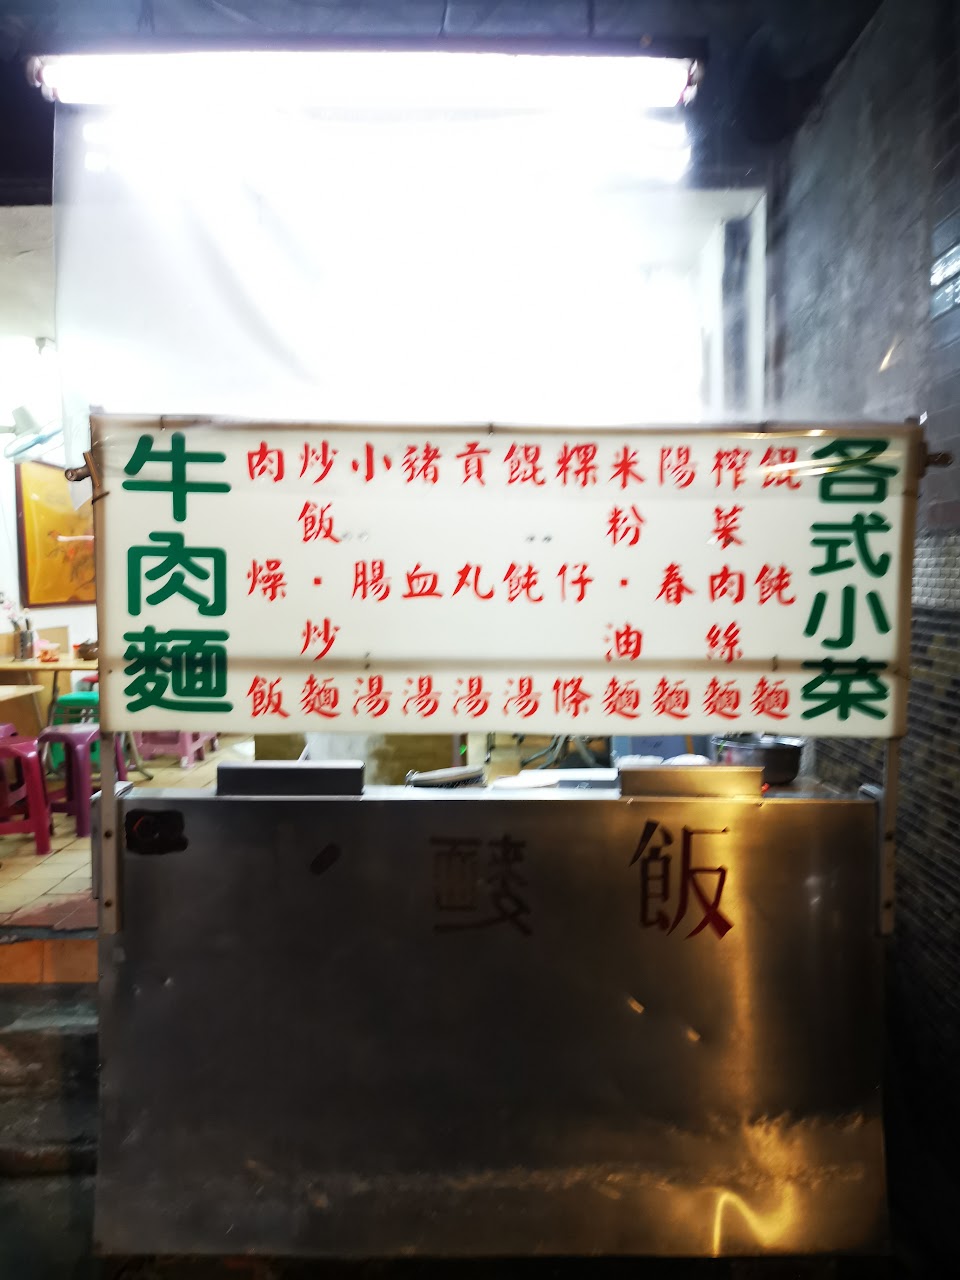 各式小菜
餛飩麵
榨菜肉絲麵
陽春麵
米粉·油麵
粿仔條
餛飩湯
貢丸湯
豬血湯
小腸湯
炒飯·炒麵
肉燥飯
牛肉麵
飯
麵